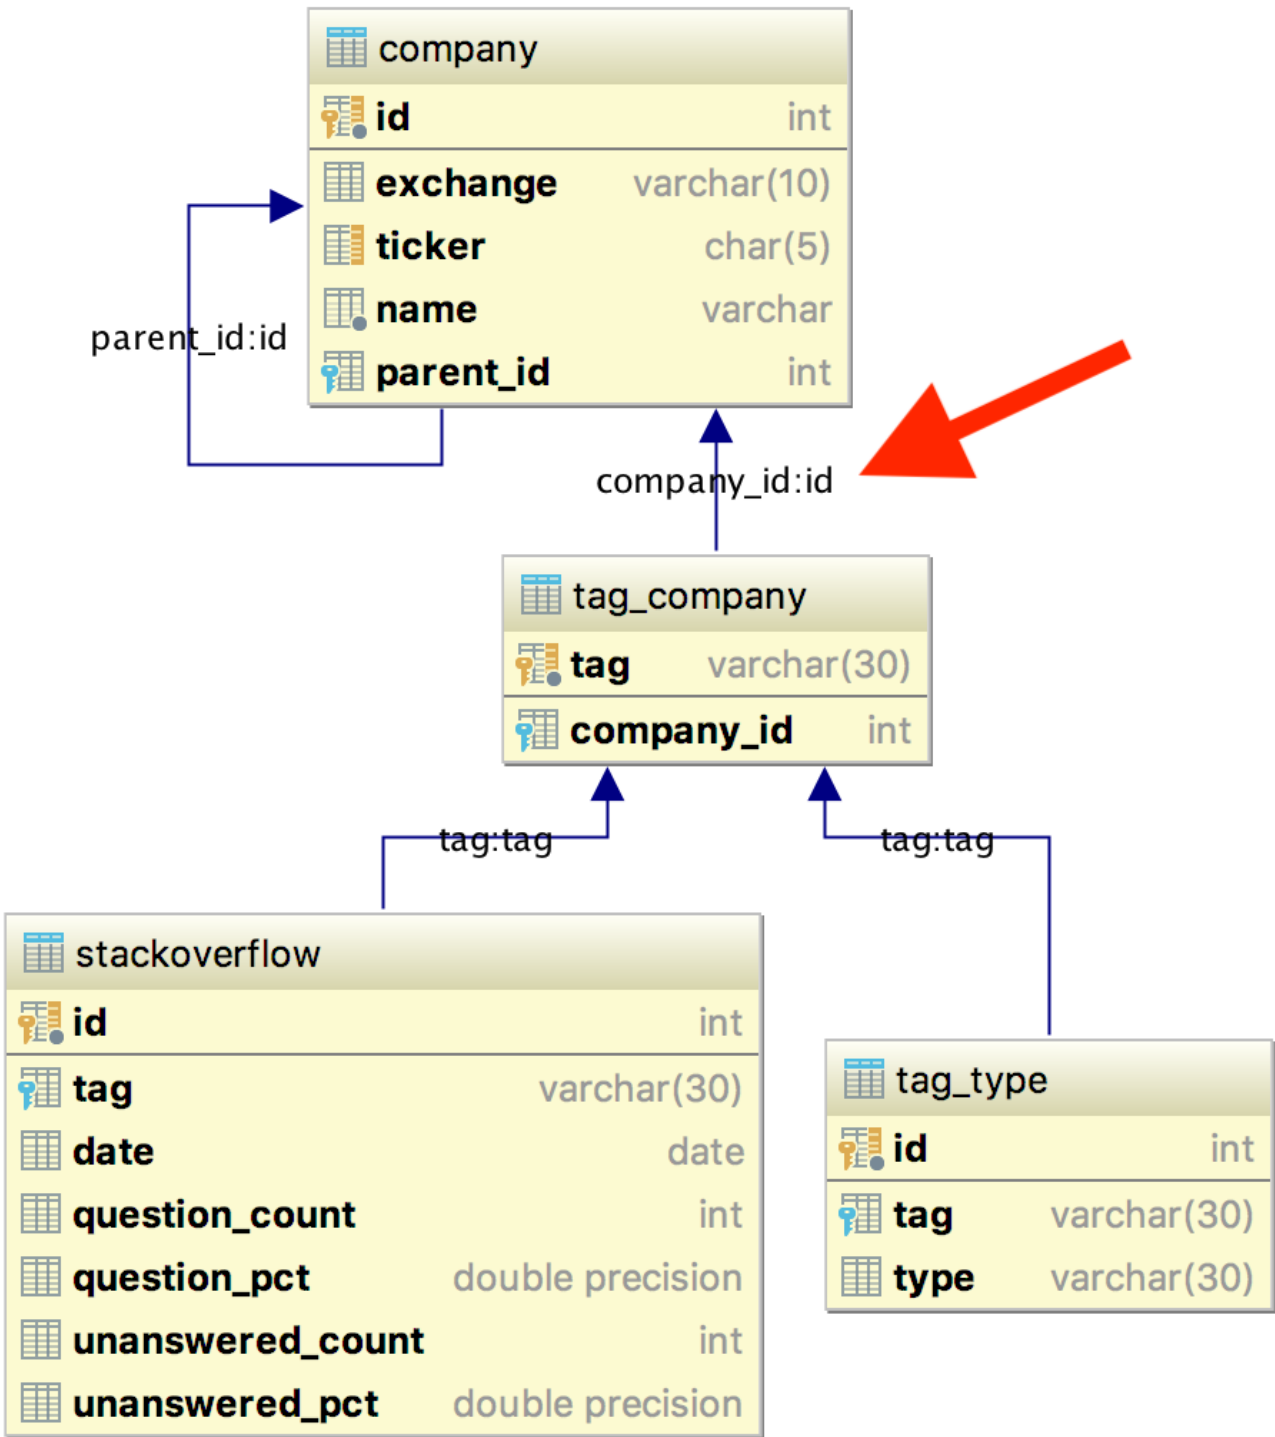 company
id int
exchange varchar(10)
ticker char(5)
name varchar
parent_id int
parent_id:id
company_id:id
tag_company
tag varchar(30)
company_id int
tag:tag
tag:tag
stackoverflow
id int
tag varchar(30)
date date
question_count int
question_pct double precision
unanswered_count int
unanswered_pct double precision
tag_type
id int
tag varchar(30)
type varchar(30)